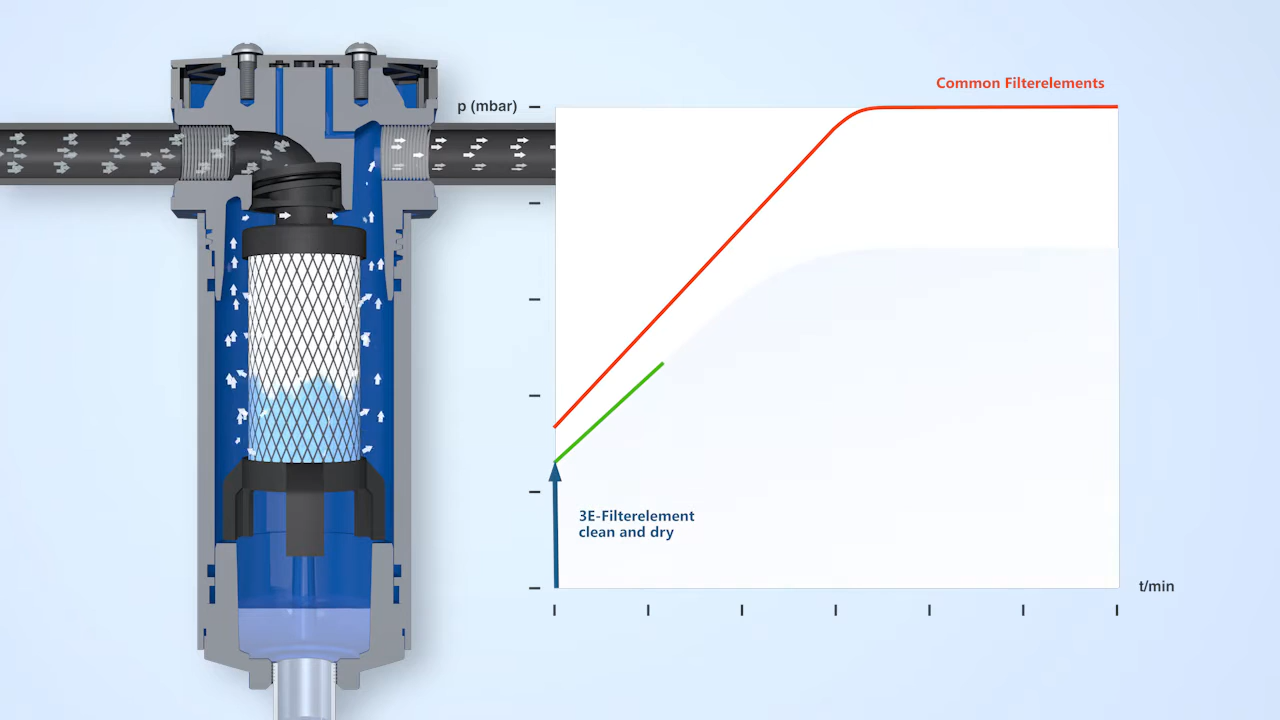 Common Filterelements
p (mbar)
3E-Filterelement
clean and dry
t/min